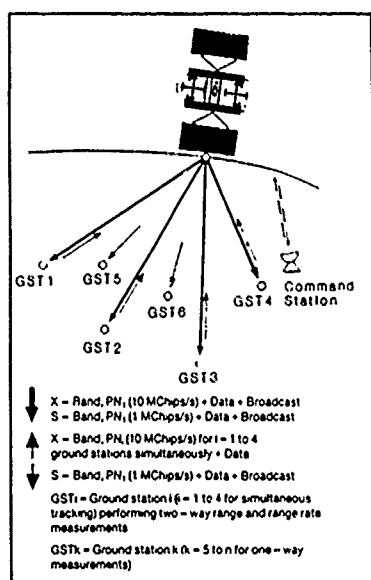 GST1
GST5
GST2
GST6
GST3
GST4
Command
Station
X – Band, PN₁ (10 MChips/s) + Data + Broadcast
S – Band, PN₁ (1 MChips/s) + Data + Broadcast
X – Band, PNᵢ (10 MChips/s) for i = 1 to 4
ground stations simultaneously + Data
S – Band, PN₁ (1 MChips/s) + Data + Broadcast
GSTi = Ground station i (i = 1 to 4 for simultaneous
tracking) performing two – way range and range rate
measurements
GSTk = Ground station k (k = 5 to n for one – way
measurements)